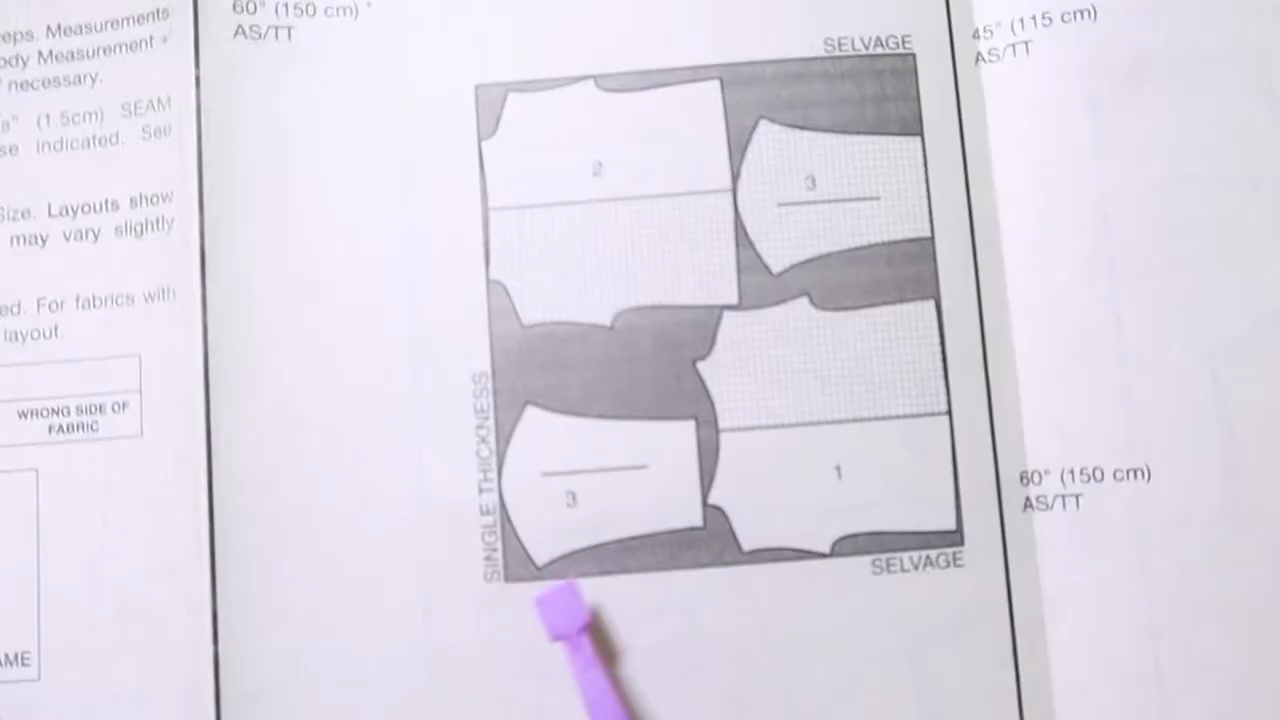 eps. Measurements
ody Measurement +
necessary.
(1.5cm) SEAM
se indicated. See
Size. Layouts show
may vary slightly
ed. For fabrics with
layout.
WRONG SIDE OF
FABRIC
AME
60" (150 cm) *
AS/TT
SELVAGE
2
3
SINGLE THICKNESS
3
1
SELVAGE
45" (115 cm)
AS/TT
60" (150 cm)
AS/TT